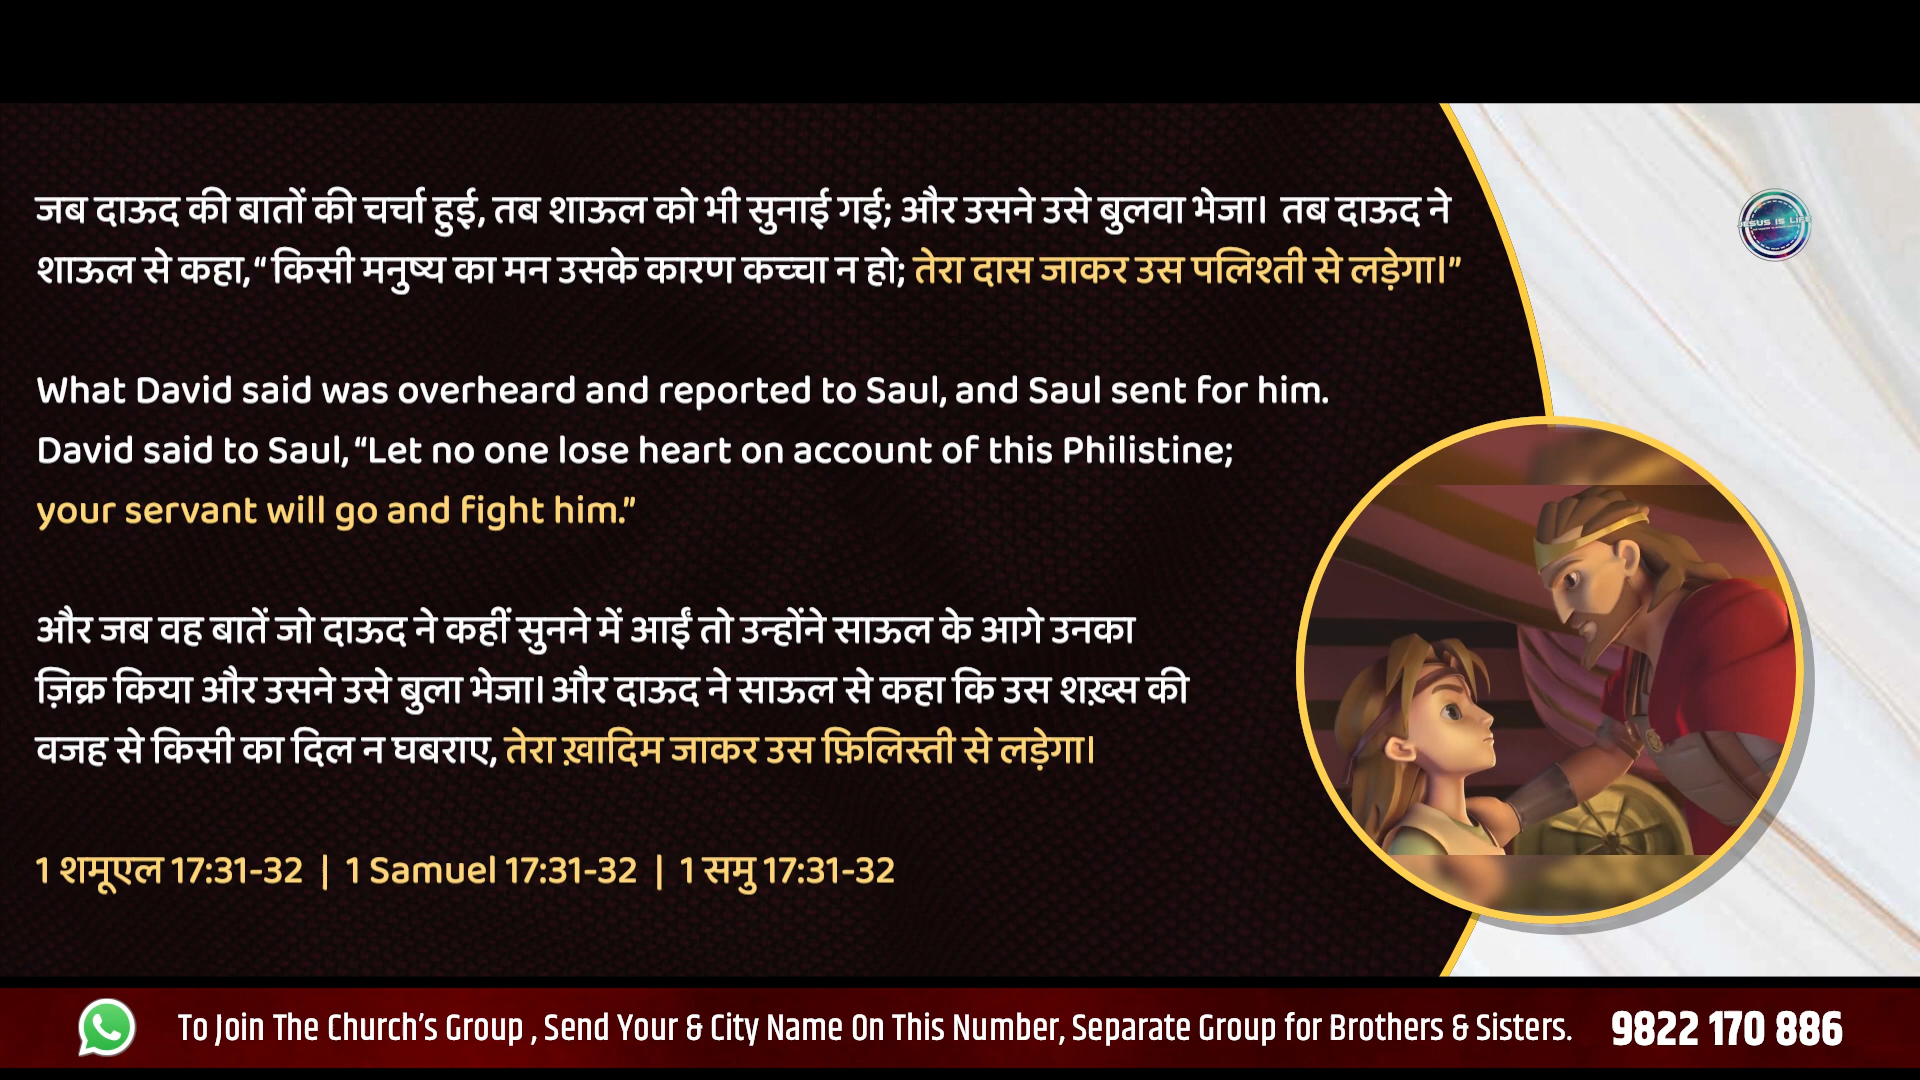 जब दाऊद की बातों की चर्चा हुई, तब शाऊल को भी सुनाई गई; और उसने उसे बुलवा भेजा। तब दाऊद ने
शाऊल से कहा, “किसी मनुष्य का मन उसके कारण कच्चा न हो; तेरा दास जाकर उस पलिश्ती से लड़ेगा।”
What David said was overheard and reported to Saul, and Saul sent for him.
David said to Saul, “Let no one lose heart on account of this Philistine;
your servant will go and fight him.”
और जब वह बातें जो दाऊद ने कहीं सुनने में आईं तो उन्होंने साऊल के आगे उनका
ज़िक्र किया और उसने उसे बुला भेजा। और दाऊद ने साऊल से कहा कि उस शख़्स की
वजह से किसी का दिल न घबराए, तेरा ख़ादिम जाकर उस फ़िलिस्ती से लड़ेगा।
1 शमूएल 17:31-32 | 1 Samuel 17:31-32 | 1 समु 17:31-32
JESUS IS LIFE
To Join The Church’s Group , Send Your & City Name On This Number, Separate Group for Brothers & Sisters. 9822 170 886